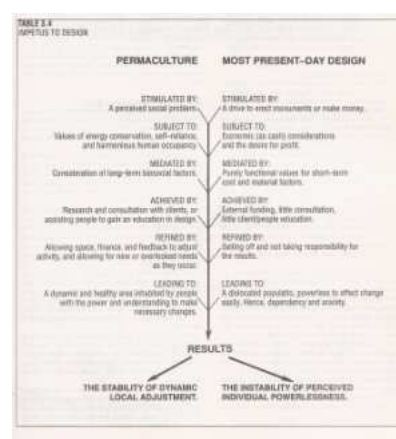 TABLE 3.4
IMPETUS TO DESIGN
PERMACULTURE
MOST PRESENT-DAY DESIGN
STIMULATED BY:
A perceived social problem.
STIMULATED BY:
A drive to erect monuments or make money.
SUBJECT TO:
Values of energy conservation, self-reliance,
and harmonious human occupancy.
SUBJECT TO:
Economic (as cash) considerations
and the desire for profit.
MEDIATED BY:
Consideration of long-term biosocial factors.
MEDIATED BY:
Purely functional values for short-term
cost and material factors.
ACHIEVED BY:
Research and consultation with clients, or
assisting people to gain an education in design.
ACHIEVED BY:
External funding, little consultation,
little client/people education.
REFINED BY:
Allowing space, finance, and feedback to adjust
activity, and allowing for new or overlooked needs
as they occur.
REFINED BY:
Selling off and not taking responsibility for
the results.
LEADING TO:
A dynamic and healthy area inhabited by people
with the power and understanding to make
necessary changes.
LEADING TO:
A dislocated populatic, powerless to effect change
easily. Hence, dependency and anxiety.
RESULTS
THE STABILITY OF DYNAMIC
LOCAL ADJUSTMENT.
THE INSTABILITY OF PERCEIVED
INDIVIDUAL POWERLESSNESS.